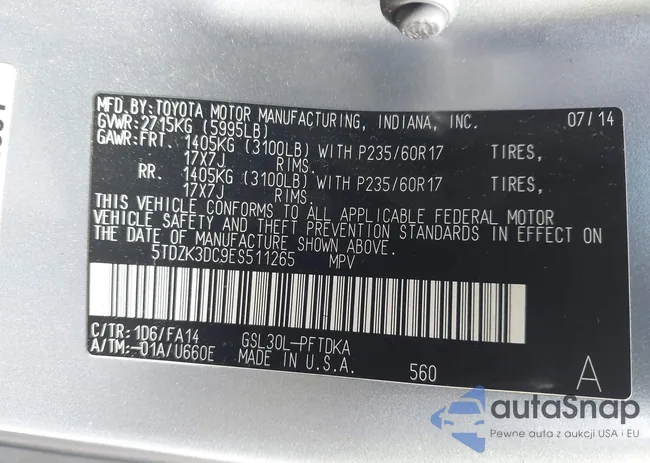 MFD.BY:TOYOTA MOTOR MANUFACTURING, INDIANA, INC. 07/14
GVWR:2715KG (5995LB)
GAWR:FRT. 1405KG (3100LB) WITH P235/60R17 TIRES,
17X7J RIMS.
RR. 1405KG (3100LB) WITH P235/60R17 TIRES,
17X7J RIMS.
THIS VEHICLE CONFORMS TO ALL APPLICABLE FEDERAL MOTOR
VEHICLE SAFETY AND THEFT PREVENTION STANDARDS IN EFFECT ON
THE DATE OF MANUFACTURE SHOWN ABOVE.
5TDZK3DC9ES511265 MPV
C/TR: 1D6/FA14 GSL30L-PFTDKA
A/TM:-01A/U660E MADE IN U.S.A. 560 A
autaSnap
Pewne auta z aukcji USA i EU